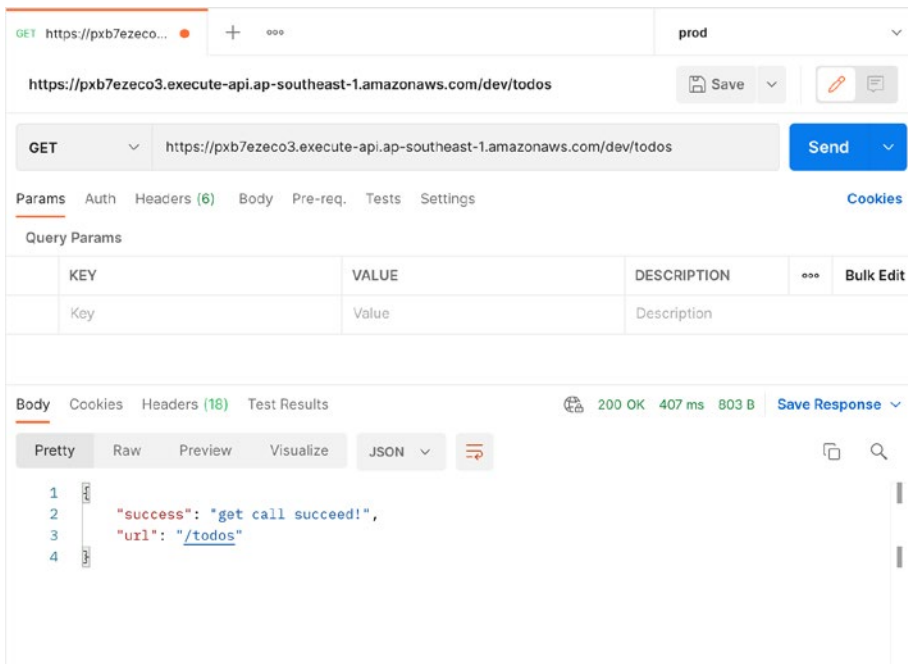 GET https://pxb7ezeco... prod
https://pxb7ezeco3.execute-api.ap-southeast-1.amazonaws.com/dev/todos Save
GET https://pxb7ezeco3.execute-api.ap-southeast-1.amazonaws.com/dev/todos Send
Params Auth Headers (6) Body Pre-req. Tests Settings Cookies
Query Params
KEY VALUE DESCRIPTION Bulk Edit
Key Value Description
Body Cookies Headers (18) Test Results 200 OK 407 ms 803 B Save Response
Pretty Raw Preview Visualize JSON
1 {
2 "success": "get call succeed!",
3 "url": "/todos"
4 }